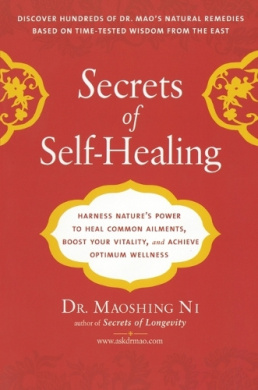 DISCOVER HUNDREDS OF DR. MAO'S NATURAL REMEDIES
BASED ON TIME-TESTED WISDOM FROM THE EAST
Secrets
of
Self-Healing
HARNESS NATURE'S POWER
TO HEAL COMMON AILMENTS,
BOOST YOUR VITALITY, AND ACHIEVE
OPTIMUM WELLNESS
DR. MAOSHING NI
author of Secrets of Longevity
www.askdrmao.com